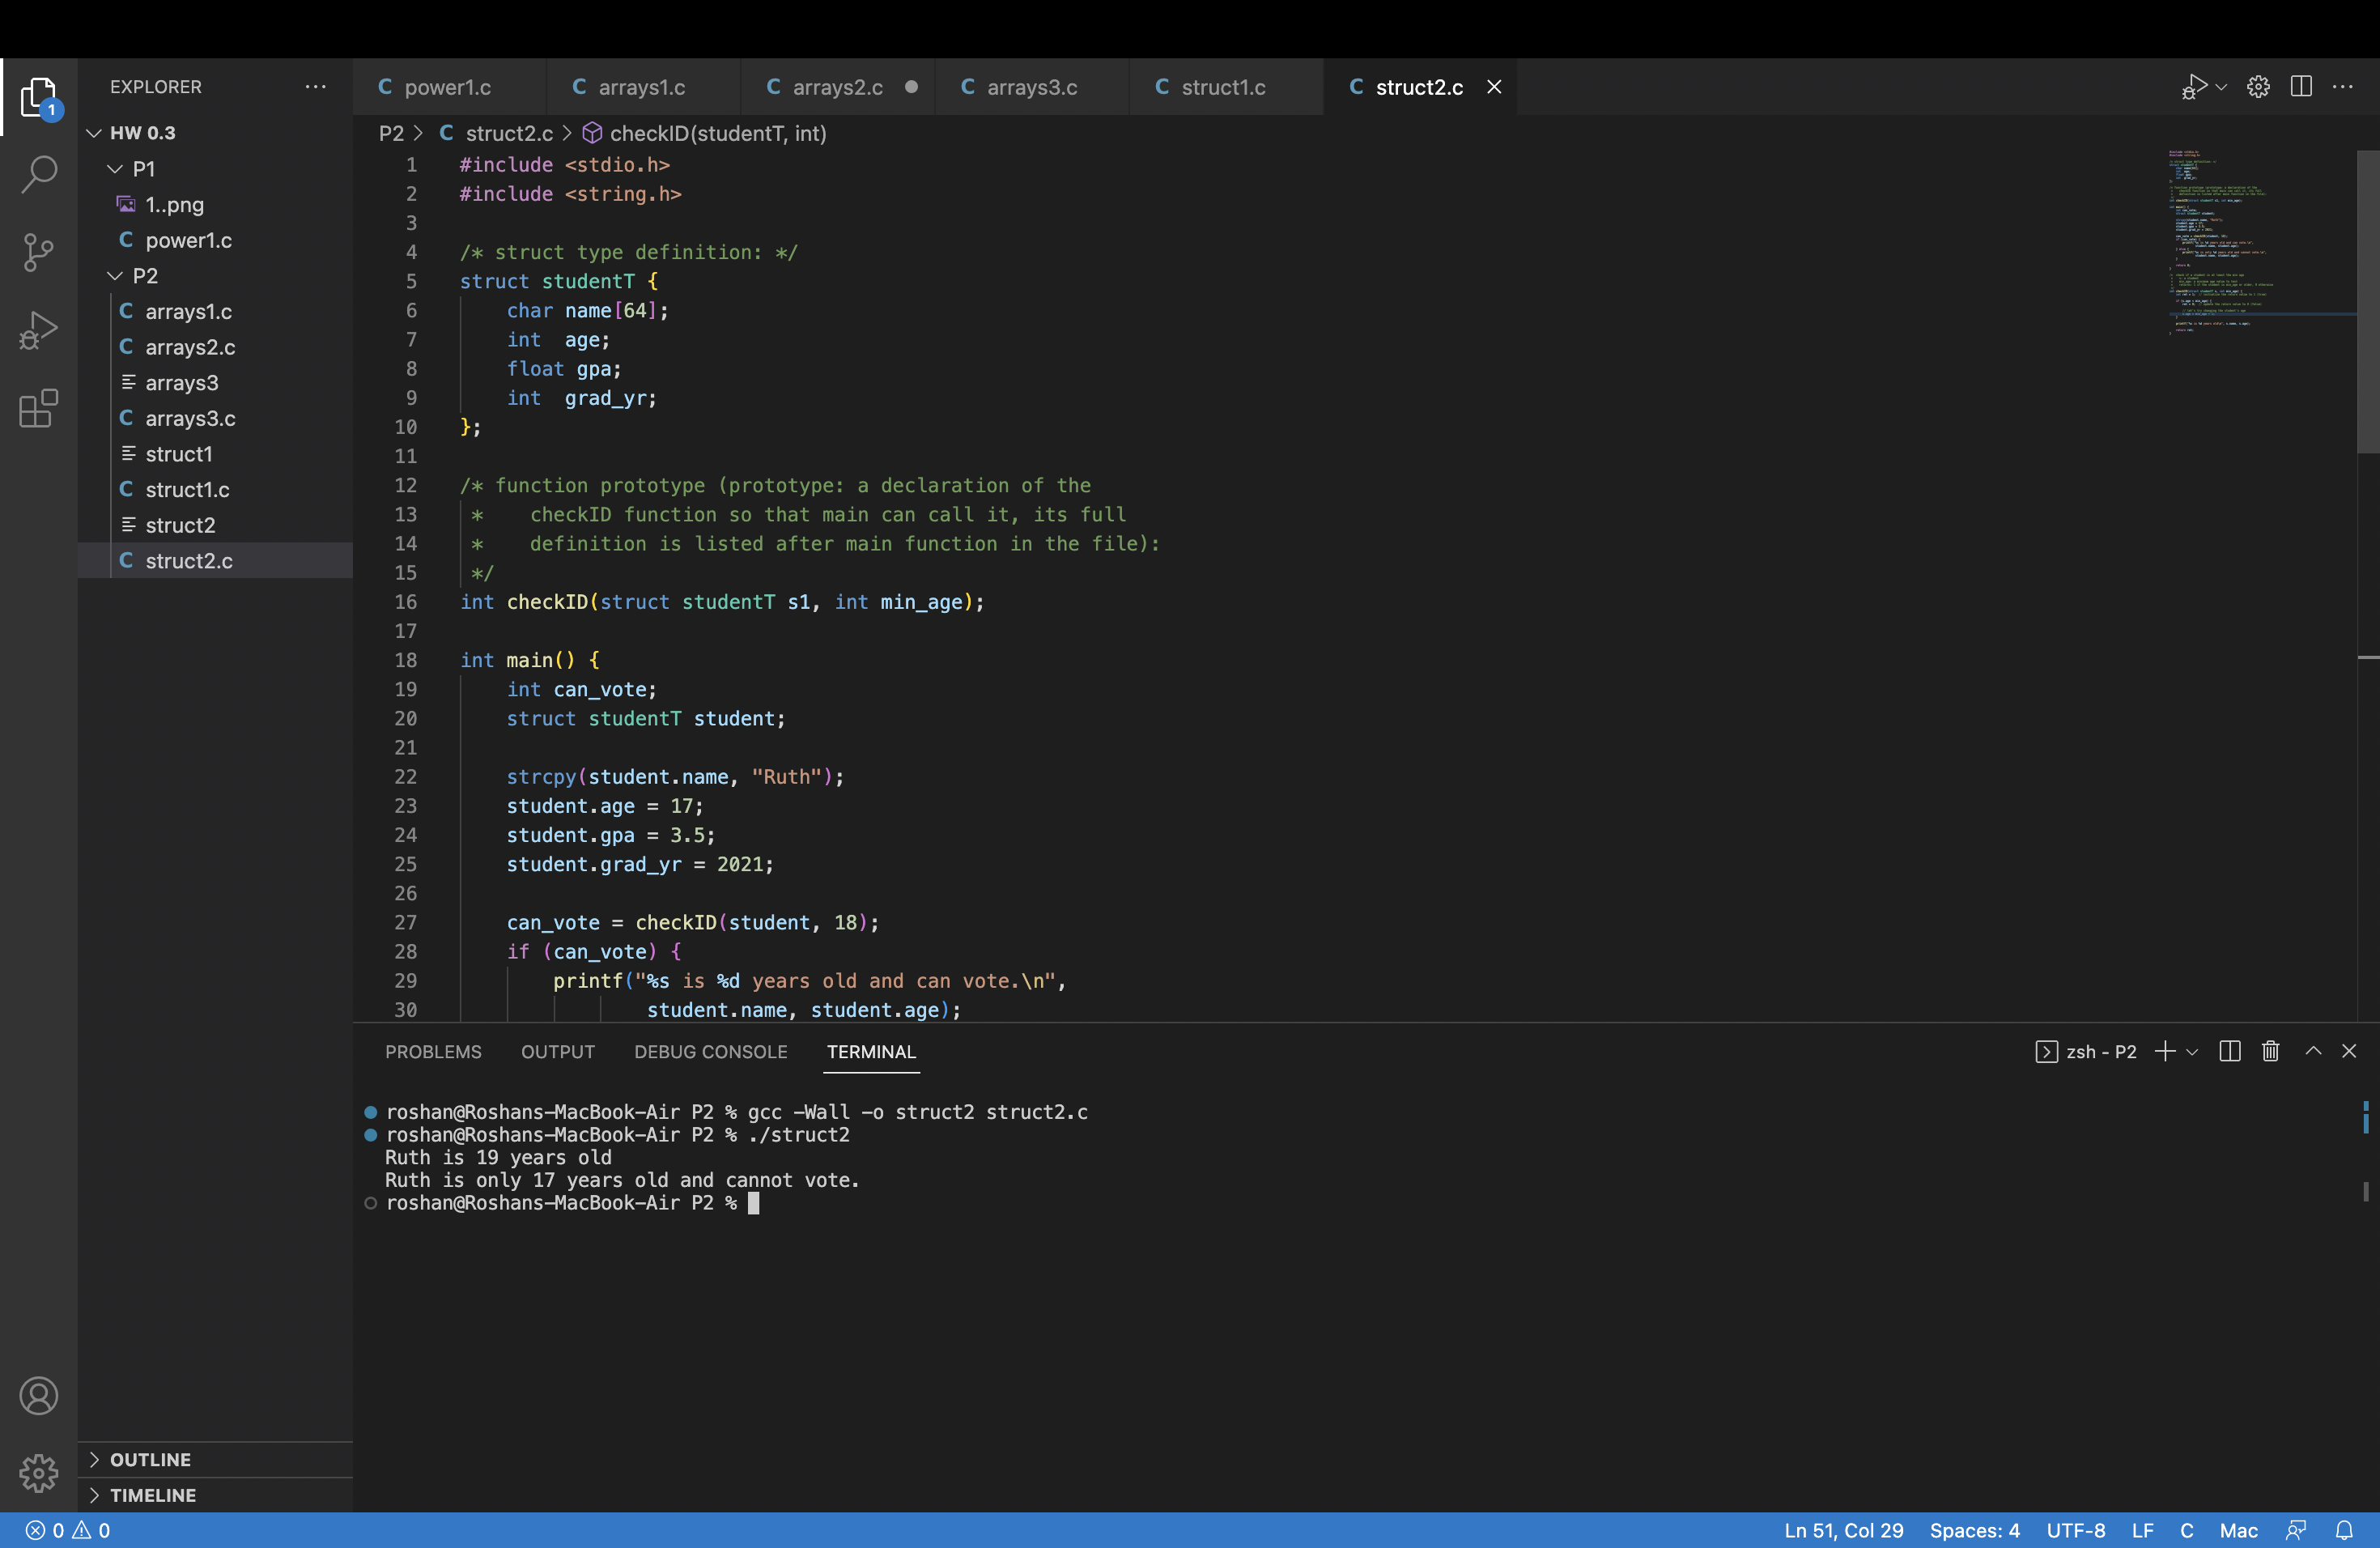 EXPLORER
HW 0.3
P1
1..png
power1.c
P2
arrays1.c
arrays2.c
arrays3
arrays3.c
struct1
struct1.c
struct2
struct2.c
OUTLINE
TIMELINE
1
power1.c arrays1.c arrays2.c arrays3.c struct1.c struct2.c
P2 > struct2.c > checkID(studentT, int)
1 #include <stdio.h>
2 #include <string.h>
3
4 /* struct type definition: */
5 struct studentT {
6     char name[64];
7     int  age;
8     float gpa;
9     int  grad_yr;
10 };
11
12 /* function prototype (prototype: a declaration of the
13  *    checkID function so that main can call it, its full
14  *    definition is listed after main function in the file):
15  */
16 int checkID(struct studentT s1, int min_age);
17
18 int main() {
19     int can_vote;
20     struct studentT student;
21
22     strcpy(student.name, "Ruth");
23     student.age = 17;
24     student.gpa = 3.5;
25     student.grad_yr = 2021;
26
27     can_vote = checkID(student, 18);
28     if (can_vote) {
29         printf("%s is %d years old and can vote.\n",
30                 student.name, student.age);
PROBLEMS OUTPUT DEBUG CONSOLE TERMINAL
zsh - P2
roshan@Roshans-MacBook-Air P2 % gcc -Wall -o struct2 struct2.c
roshan@Roshans-MacBook-Air P2 % ./struct2
Ruth is 19 years old
Ruth is only 17 years old and cannot vote.
roshan@Roshans-MacBook-Air P2 %
0 0
Ln 51, Col 29 Spaces: 4 UTF-8 LF C Mac